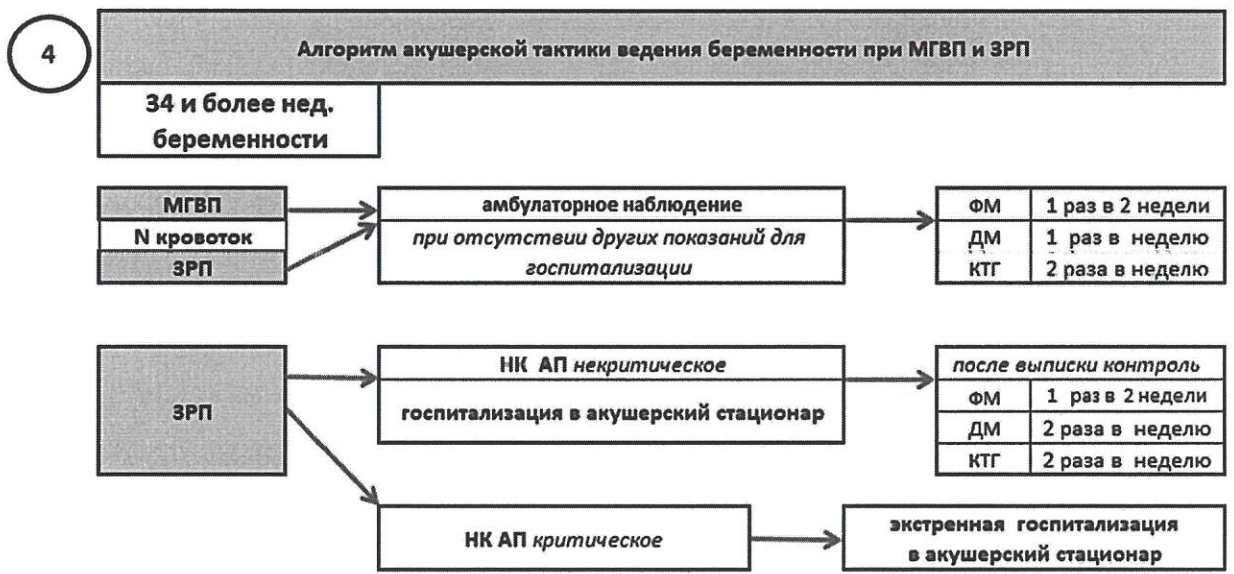 4
Алгоритм акушерской тактики ведения беременности при МГВП и ЗРП
34 и более нед.
беременности
МГВП
N кровоток
ЗРП
амбулаторное наблюдение
при отсутствии других показаний для
госпитализации
ФМ 1 раз в 2 недели
ДМ 1 раз в неделю
КТГ 2 раза в неделю
ЗРП
НК АП некритическое
госпитализация в акушерский стационар
после выписки контроль
ФМ 1 раз в 2 недели
ДМ 2 раза в неделю
КТГ 2 раза в неделю
НК АП критическое
экстренная госпитализация
в акушерский стационар